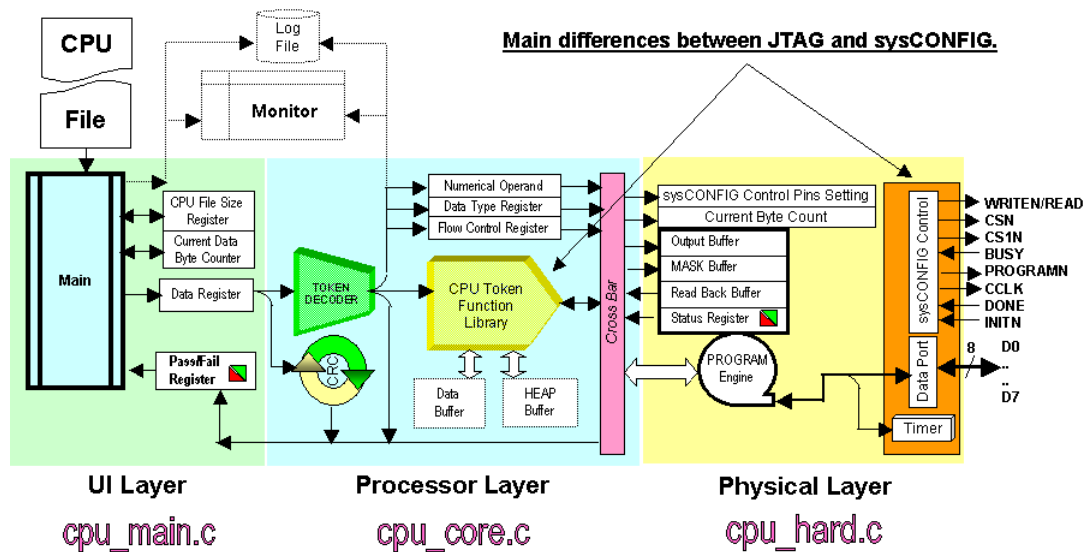 CPU
File
Log
File
Monitor
Main differences between JTAG and sysCONFIG.
Main
CPU File Size
Register
Current Data
Byte Counter
Data Register
Pass/Fail
Register
TOKEN
DECODER
CRC
Numerical Operand
Data Type Register
Flow Control Register
CPU Token
Function
Library
Data
Buffer
HEAP
Buffer
Cross Bar
sysCONFIG Control Pins Setting
Current Byte Count
Output Buffer
MASK Buffer
Read Back Buffer
Status Register
PROGRAM
Engine
sysCONFIG Control
Data Port
Timer
WRITEN/READ
CSN
CS1N
BUSY
PROGRAMN
CCLK
DONE
INITN
8
D0
..
..
D7
UI Layer
Processor Layer
Physical Layer
cpu_main.c
cpu_core.c
cpu_hard.c